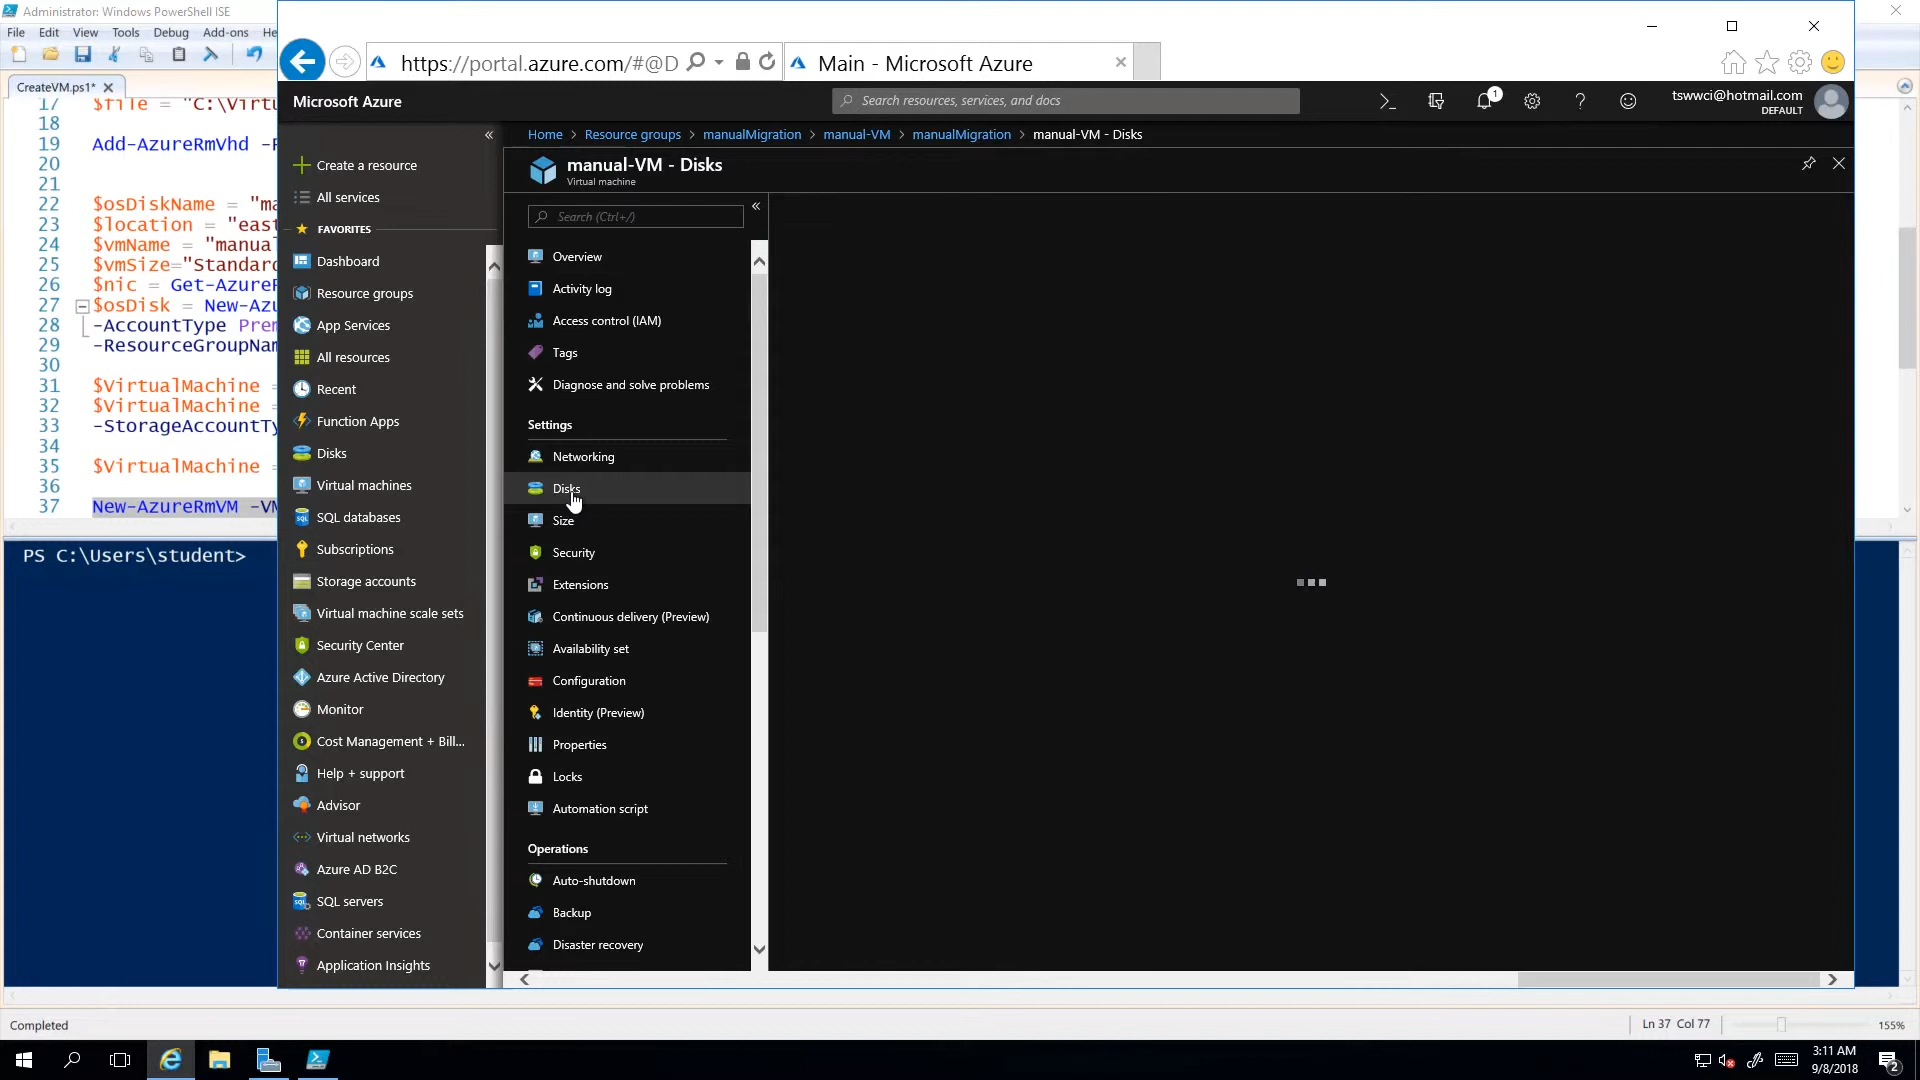 Administrator: Windows PowerShell ISE
File Edit View Tools Debug Add-ons He
CreateVM.ps1*
17 $file = "C:\Virtu
18
19 Add-AzureRmVhd -R
20
21
22 $osDiskName = "ma
23 $location = "east
24 $vmName = "manua
25 $vmSize="Standard
26 $nic = Get-AzureR
27 $osDisk = New-Azu
28 -AccountType Prem
29 -ResourceGroupNam
30
31 $VirtualMachine =
32 $VirtualMachine =
33 -StorageAccountTy
34
35 $VirtualMachine =
36
37 New-AzureRmVM -VM
PS C:\Users\student>
Completed
Ln 37 Col 77
155%
https://portal.azure.com/#@D
Main - Microsoft Azure
Microsoft Azure
Search resources, services, and docs
1
tswwci@hotmail.com
DEFAULT
Create a resource
All services
FAVORITES
Dashboard
Resource groups
App Services
All resources
Recent
Function Apps
Disks
Virtual machines
SQL databases
Subscriptions
Storage accounts
Virtual machine scale sets
Security Center
Azure Active Directory
Monitor
Cost Management + Bill...
Help + support
Advisor
Virtual networks
Azure AD B2C
SQL servers
Container services
Application Insights
Home > Resource groups > manualMigration > manual-VM > manualMigration > manual-VM - Disks
manual-VM - Disks
Virtual machine
Search (Ctrl+/)
Overview
Activity log
Access control (IAM)
Tags
Diagnose and solve problems
Settings
Networking
Disks
Size
Security
Extensions
Continuous delivery (Preview)
Availability set
Configuration
Identity (Preview)
Properties
Locks
Automation script
Operations
Auto-shutdown
Backup
Disaster recovery
3:11 AM
9/8/2018
2